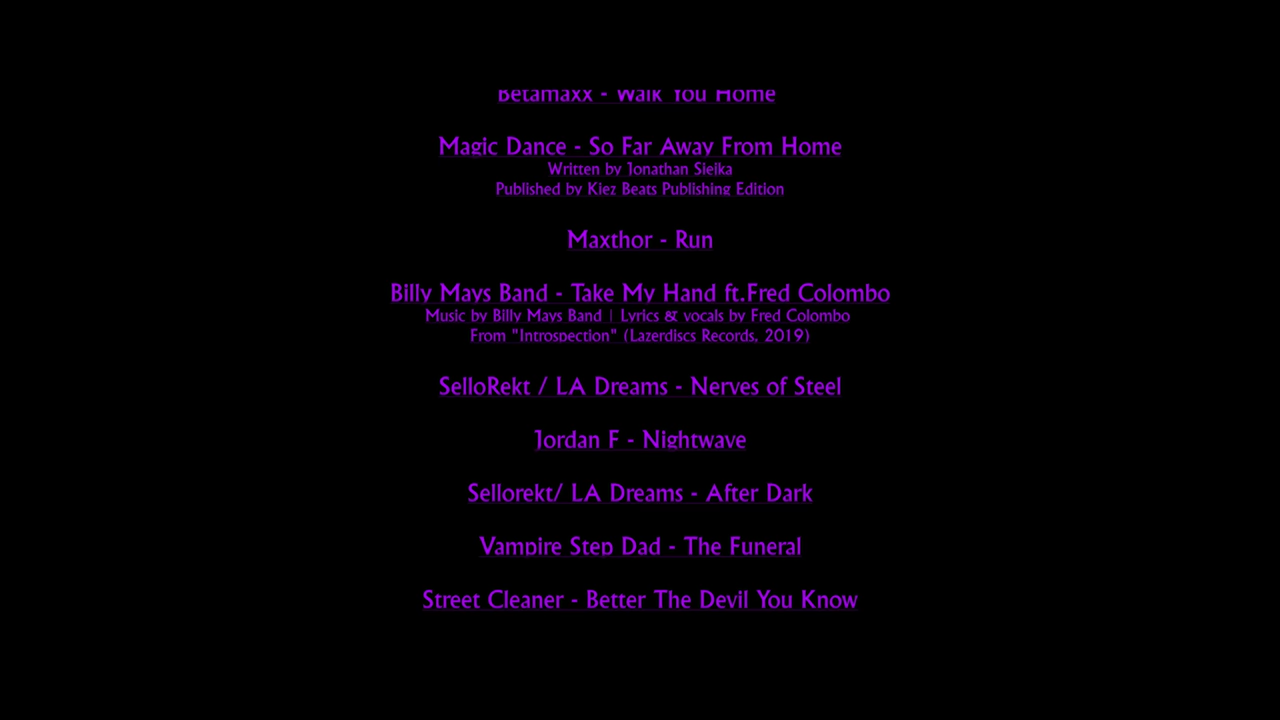 Betamaxx - Walk You Home
Magic Dance - So Far Away From Home
Written by Jonathan Siejka
Published by Kiez Beats Publishing Edition
Maxthor - Run
Billy Mays Band - Take My Hand ft.Fred Colombo
Music by Billy Mays Band | Lyrics & vocals by Fred Colombo
From "Introspection" (Lazerdiscs Records, 2019)
SelloRekt / LA Dreams - Nerves of Steel
Jordan F - Nightwave
Sellorekt/ LA Dreams - After Dark
Vampire Step Dad - The Funeral
Street Cleaner - Better The Devil You Know